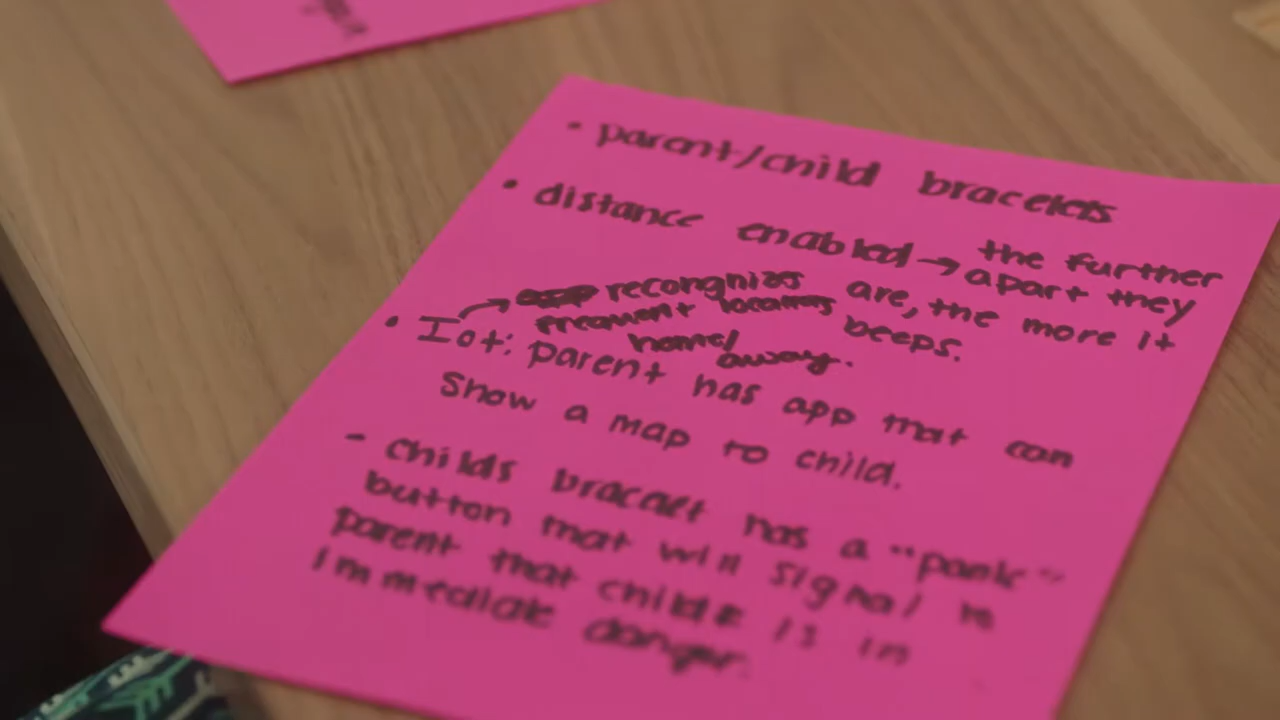 • parent/child bracelets
• distance enabled → the further
apart they
are, the more it
beeps.
recongnizes
frequent locations
home/
away.
• Iot: parent has app that can
Show a map to child.
- childs bracelet has a "panic"
button that will signal to
parent that childs is in
immediate danger.